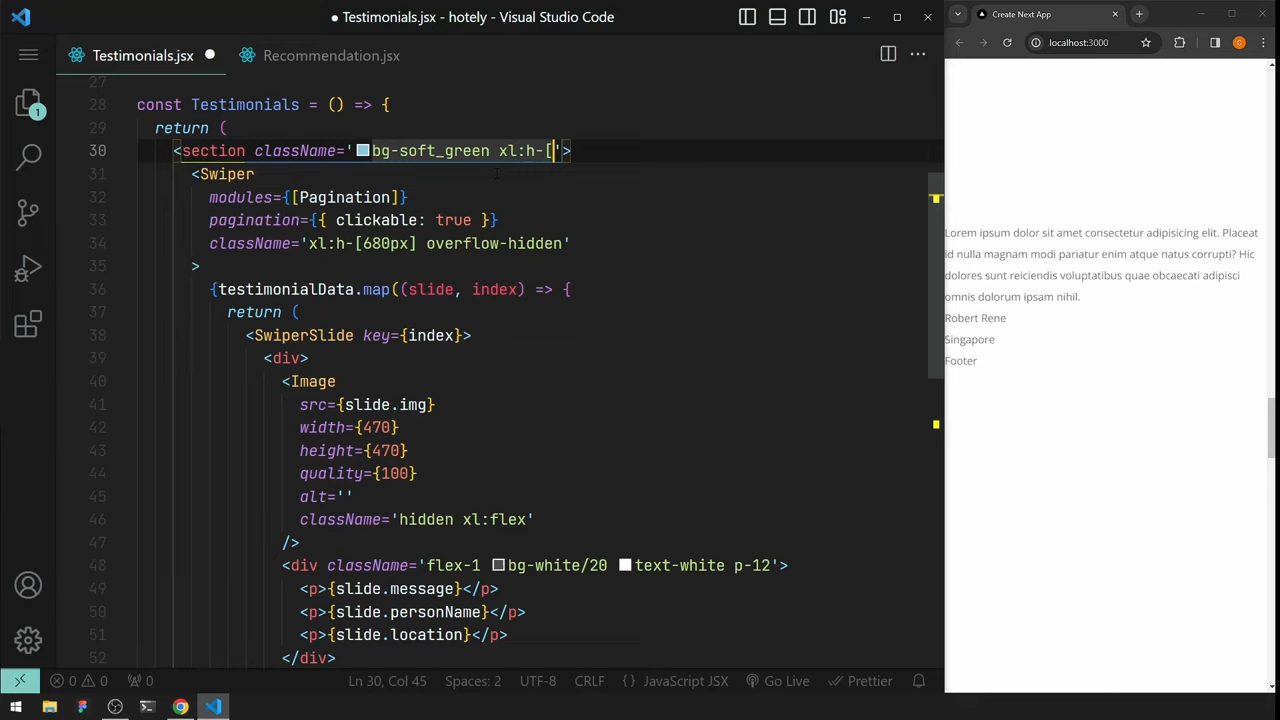 Testimonials.jsx - hotely - Visual Studio Code
Testimonials.jsx
Recommendation.jsx
1
27
28 const Testimonials = () => {
29 return (
30 <section className='bg-soft_green xl:h-['>
31 <Swiper
32 modules={[Pagination]}
33 pagination={{ clickable: true }}
34 className='xl:h-[680px] overflow-hidden'
35 >
36 {testimonialData.map((slide, index) => {
37 return (
38 <SwiperSlide key={index}>
39 <div>
40 <Image
41 src={slide.img}
42 width={470}
43 height={470}
44 quality={100}
45 alt=''
46 className='hidden xl:flex'
47 />
48 <div className='flex-1 bg-white/20 text-white p-12'>
49 <p>{slide.message}</p>
50 <p>{slide.personName}</p>
51 <p>{slide.location}</p>
52 </div>
0 0 0 Ln 30, Col 45 Spaces: 2 UTF-8 CRLF {} JavaScript JSX Go Live Prettier
Create Next App
localhost:3000
C
Lorem ipsum dolor sit amet consectetur adipisicing elit. Placeat
id nulla magnam modi pariatur enim atque natus corrupti? Hic
dolores sunt reiciendis voluptatibus quae obcaecati adipisci
omnis dolorum ipsam nihil.
Robert Rene
Singapore
Footer